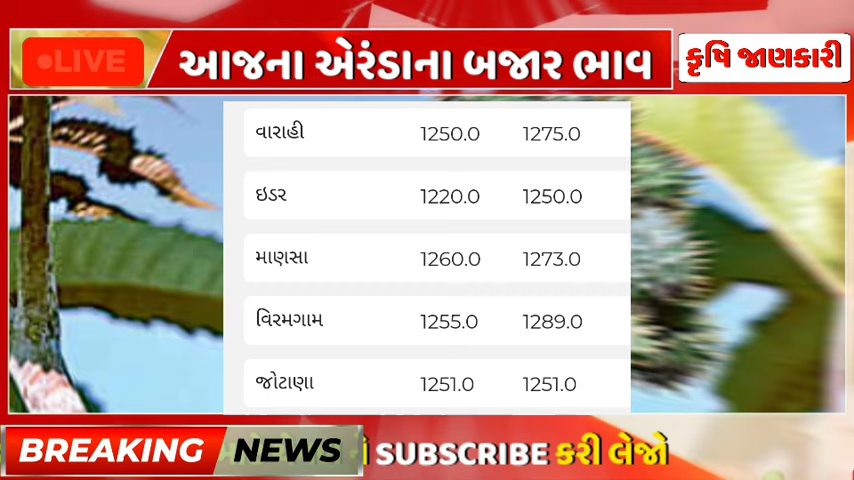 LIVE
આજના એરંડાના બજાર ભાવ
કૃષિ જાણકારી
વારાહી 1250.0 1275.0
ઇડર 1220.0 1250.0
માણસા 1260.0 1273.0
વિરમગામ 1255.0 1289.0
જોટાણા 1251.0 1251.0
BREAKING NEWS
SUBSCRIBE કરી લેજો